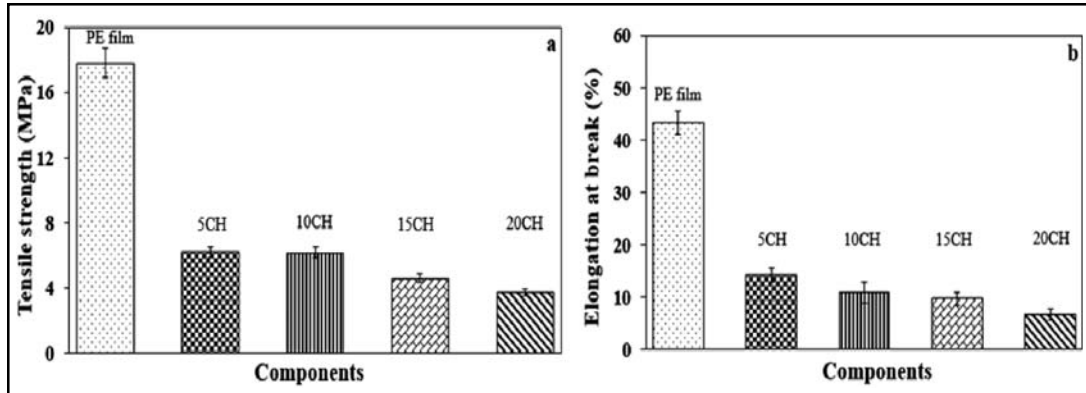 a
Tensile strength (MPa)
20
16
12
8
4
0
PE film
5CH
10CH
15CH
20CH
Components
b
Elongation at break (%)
60
50
40
30
20
10
0
PE film
5CH
10CH
15CH
20CH
Components